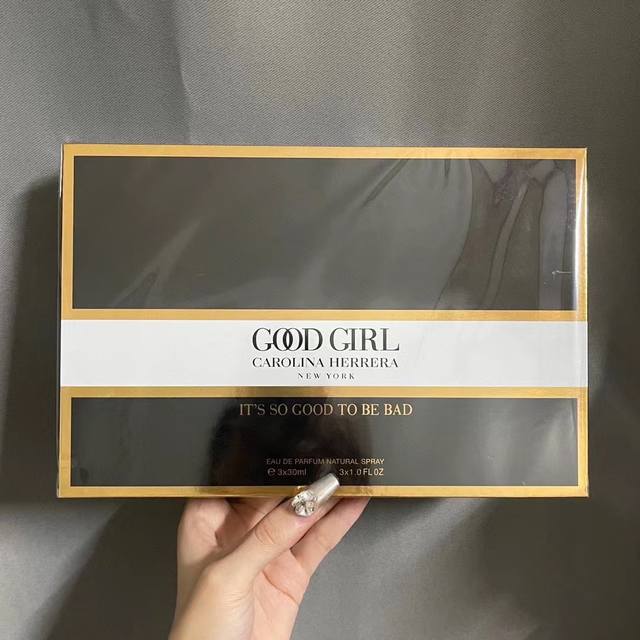 GOOD GIRL
CAROLINA HERRERA
NEW YORK
IT'S SO GOOD TO BE BAD
EAU DE PARFUM NATURAL SPRAY
℮ 3x30ml 3x1.0 FL OZ